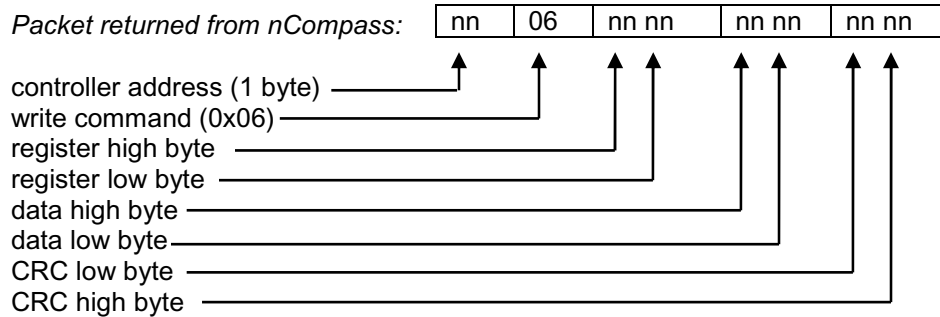 Packet returned from nCompass: nn 06 nn nn nn nn nn nn
controller address (1 byte)
write command (0x06)
register high byte
register low byte
data high byte
data low byte
CRC low byte
CRC high byte